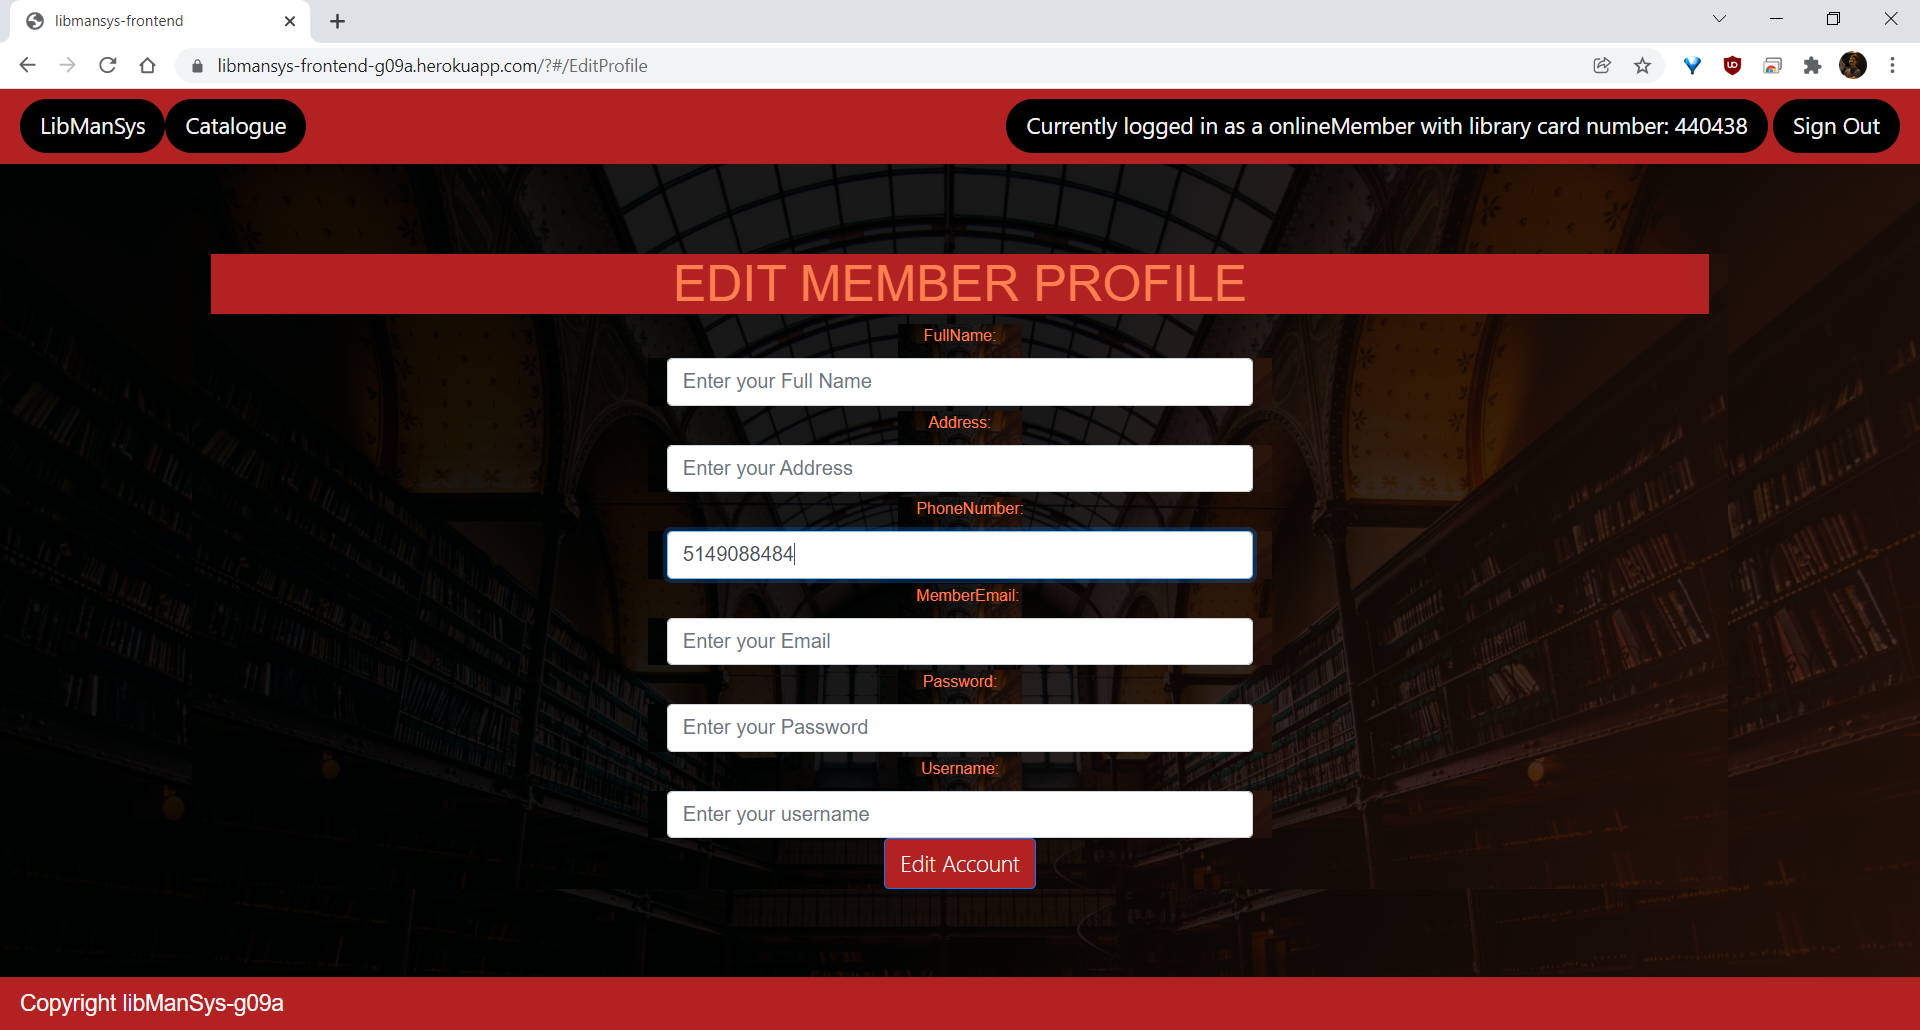 libmansys-frontend
libmansys-frontend-g09a.herokuapp.com/?#/EditProfile
LibManSys Catalogue Currently logged in as a onlineMember with library card number: 440438 Sign Out
EDIT MEMBER PROFILE
FullName:
Enter your Full Name
Address:
Enter your Address
PhoneNumber:
5149088484
MemberEmail:
Enter your Email
Password:
Enter your Password
Username:
Enter your username
Edit Account
Copyright libManSys-g09a